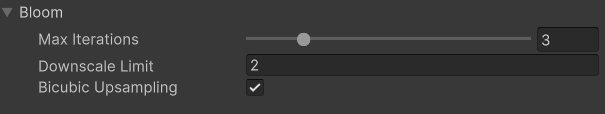 Bloom
Max Iterations 3
Downscale Limit 2
Bicubic Upsampling